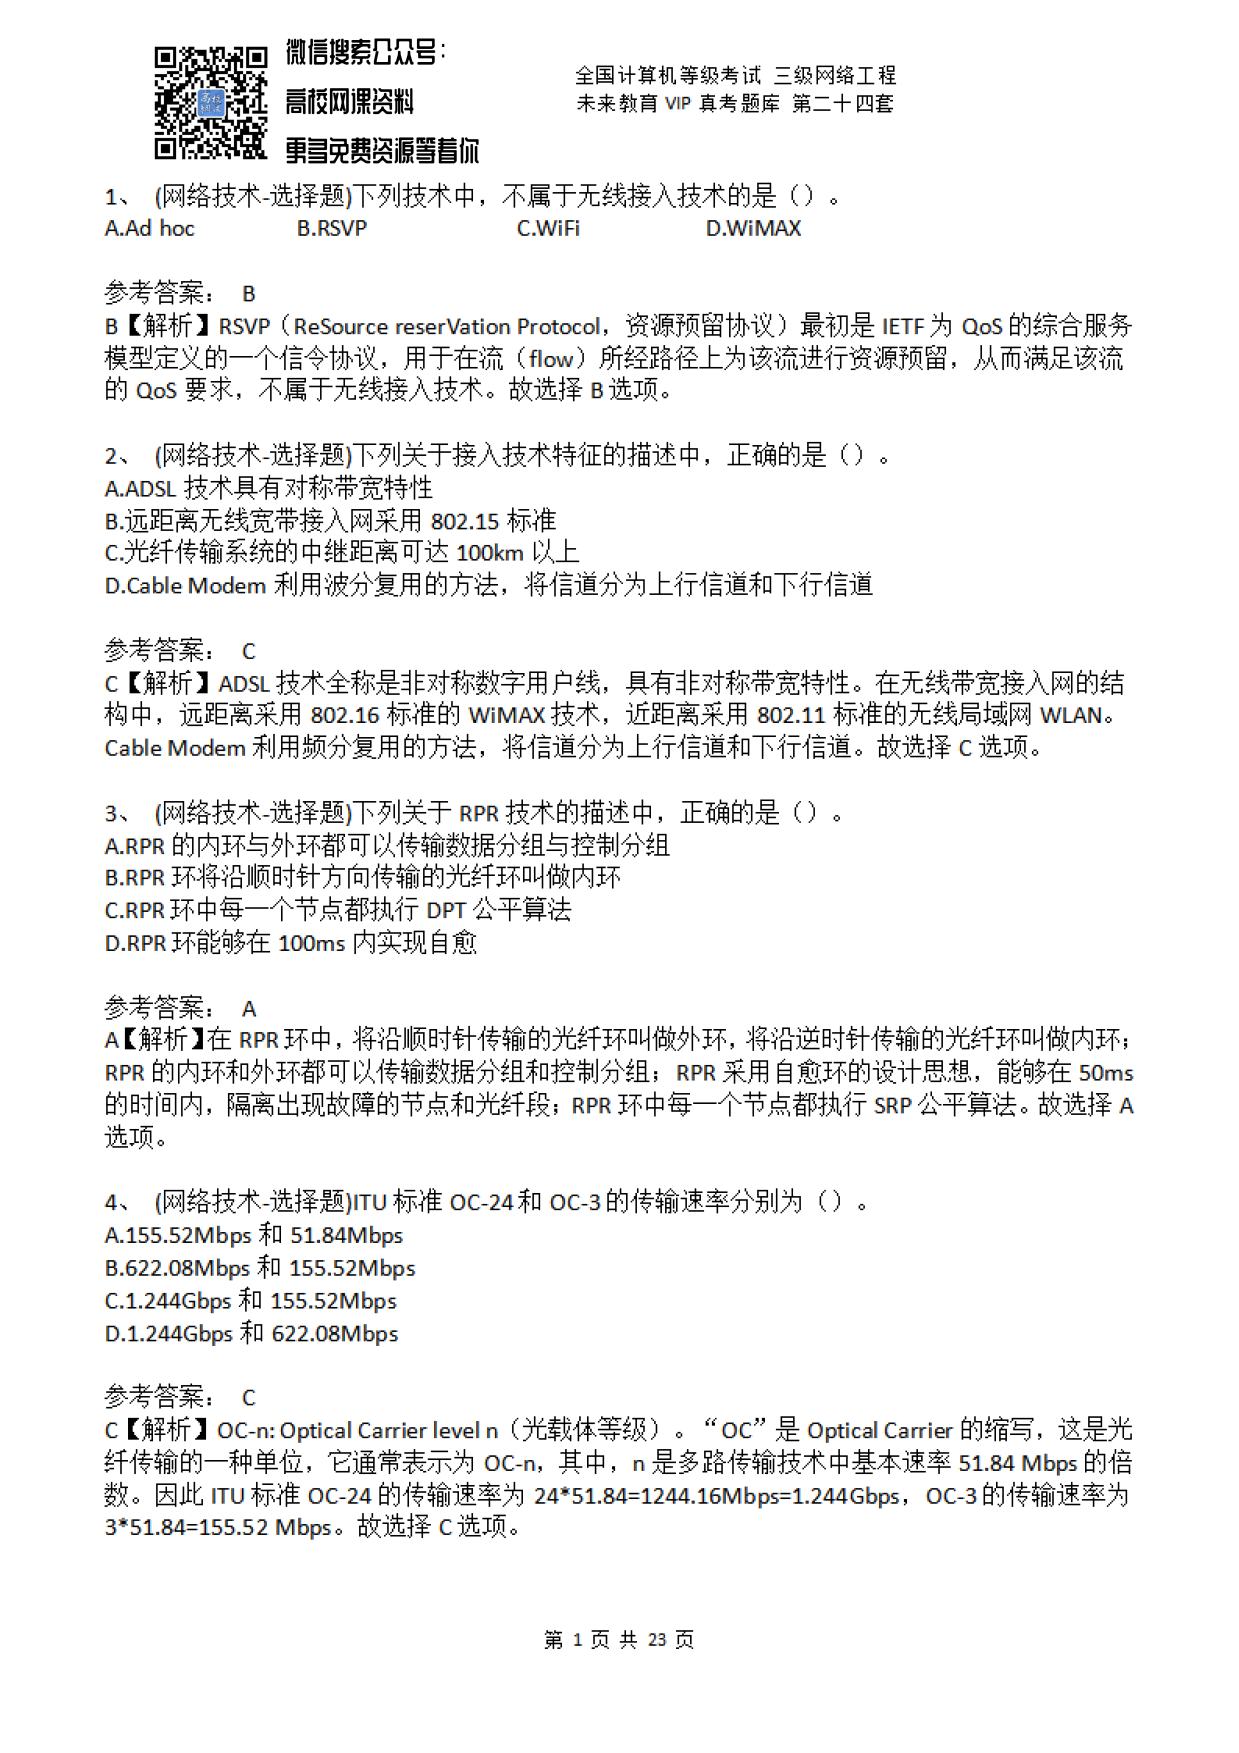 微信搜索公众号：
高校网课资料
更多免费资源等着你
全国计算机等级考试 三级网络工程
未来教育 VIP 真考题库 第二十四套
1、 (网络技术-选择题)下列技术中，不属于无线接入技术的是（）。
A.Ad hoc B.RSVP C.WiFi D.WiMAX
参考答案： B
B【解析】RSVP（ReSource reserVation Protocol，资源预留协议）最初是 IETF 为 QoS 的综合服务
模型定义的一个信令协议，用于在流（flow）所经路径上为该流进行资源预留，从而满足该流
的 QoS 要求，不属于无线接入技术。故选择 B 选项。
2、 (网络技术-选择题)下列关于接入技术特征的描述中，正确的是（）。
A.ADSL 技术具有对称带宽特性
B.远距离无线宽带接入网采用 802.15 标准
C.光纤传输系统的中继距离可达 100km 以上
D.Cable Modem 利用波分复用的方法，将信道分为上行信道和下行信道
参考答案： C
C【解析】ADSL 技术全称是非对称数字用户线，具有非对称带宽特性。在无线带宽接入网的结
构中，远距离采用 802.16 标准的 WiMAX 技术，近距离采用 802.11 标准的无线局域网 WLAN。
Cable Modem 利用频分复用的方法，将信道分为上行信道和下行信道。故选择 C 选项。
3、 (网络技术-选择题)下列关于 RPR 技术的描述中，正确的是（）。
A.RPR 的内环与外环都可以传输数据分组与控制分组
B.RPR 环将沿顺时针方向传输的光纤环叫做内环
C.RPR 环中每一个节点都执行 DPT 公平算法
D.RPR 环能够在 100ms 内实现自愈
参考答案： A
A【解析】在 RPR 环中，将沿顺时针传输的光纤环叫做外环，将沿逆时针传输的光纤环叫做内环；
RPR 的内环和外环都可以传输数据分组和控制分组；RPR 采用自愈环的设计思想，能够在 50ms
的时间内，隔离出现故障的节点和光纤段；RPR 环中每一个节点都执行 SRP 公平算法。故选择 A
选项。
4、 (网络技术-选择题)ITU 标准 OC-24 和 OC-3 的传输速率分别为（）。
A.155.52Mbps 和 51.84Mbps
B.622.08Mbps 和 155.52Mbps
C.1.244Gbps 和 155.52Mbps
D.1.244Gbps 和 622.08Mbps
参考答案： C
C【解析】OC-n: Optical Carrier level n（光载体等级）。“OC”是 Optical Carrier 的缩写，这是光
纤传输的一种单位，它通常表示为 OC-n，其中，n 是多路传输技术中基本速率 51.84 Mbps 的倍
数。因此 ITU 标准 OC-24 的传输速率为 24*51.84=1244.16Mbps=1.244Gbps，OC-3 的传输速率为
3*51.84=155.52 Mbps。故选择 C 选项。
第 1 页 共 23 页